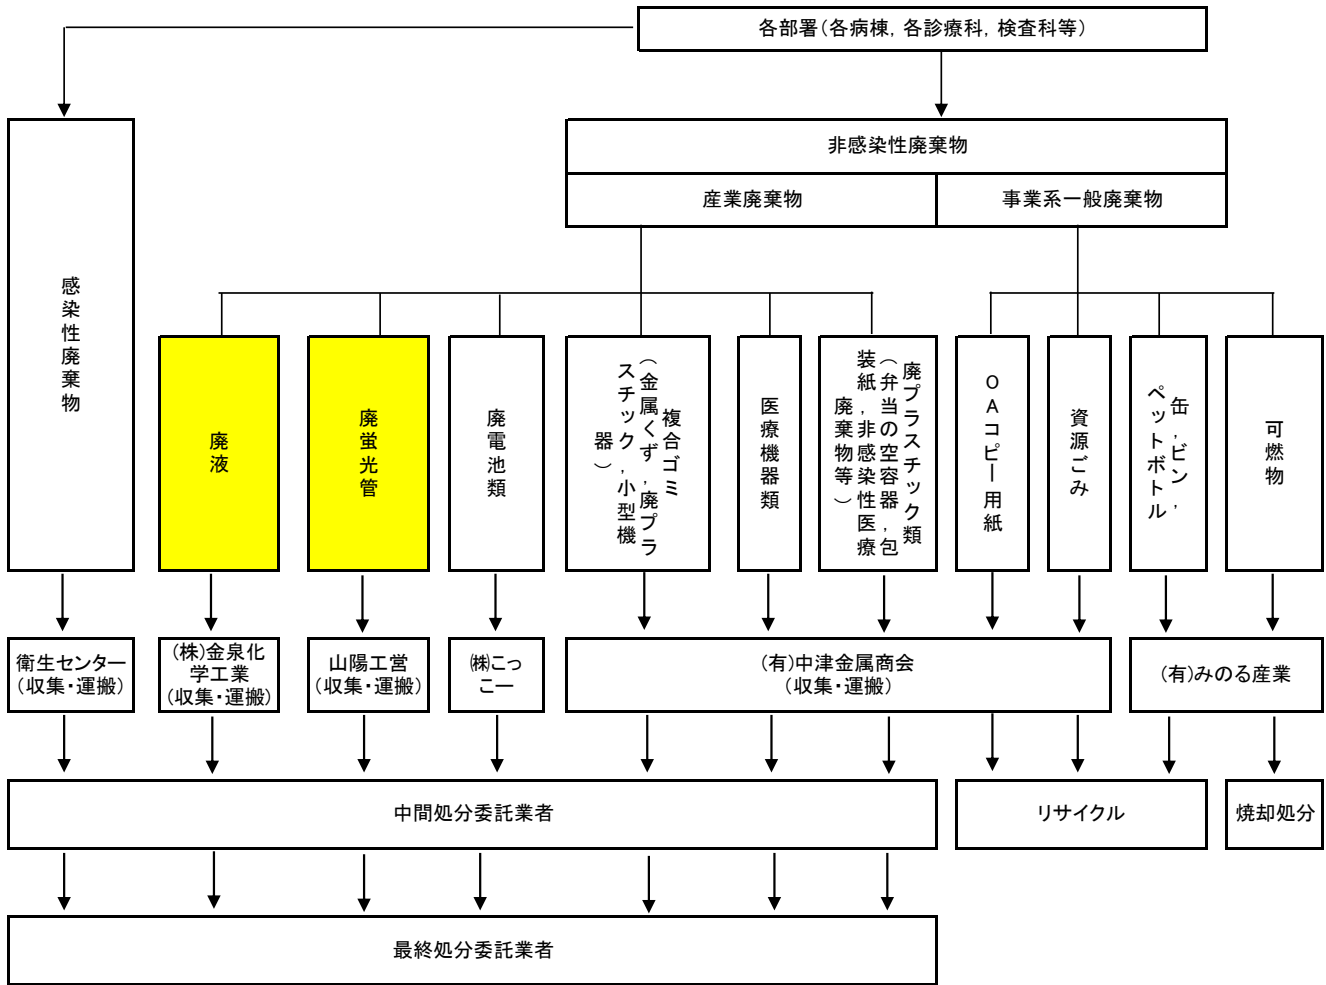 各部署（各病棟，各診療科，検査科等）
非感染性廃棄物
産業廃棄物
事業系一般廃棄物
感染性廃棄物
廃液
廃蛍光管
廃電池類
複合ゴミ
（金属くず，廃プラ
スチック，小型機
器）
医療機器類
廃プラスチック類
（弁当の空容器，包
装紙，非感染性医療
廃棄物等）
OAコピー用紙
資源ごみ
缶，ビン，
ペットボトル
可燃物
衛生センター
（収集・運搬）
（株）金泉化
学工業
（収集・運搬）
山陽工営
（収集・運搬）
㈱こっ
こー
（有）中津金属商会
（収集・運搬）
（有）みのる産業
中間処分委託業者
リサイクル
焼却処分
最終処分委託業者